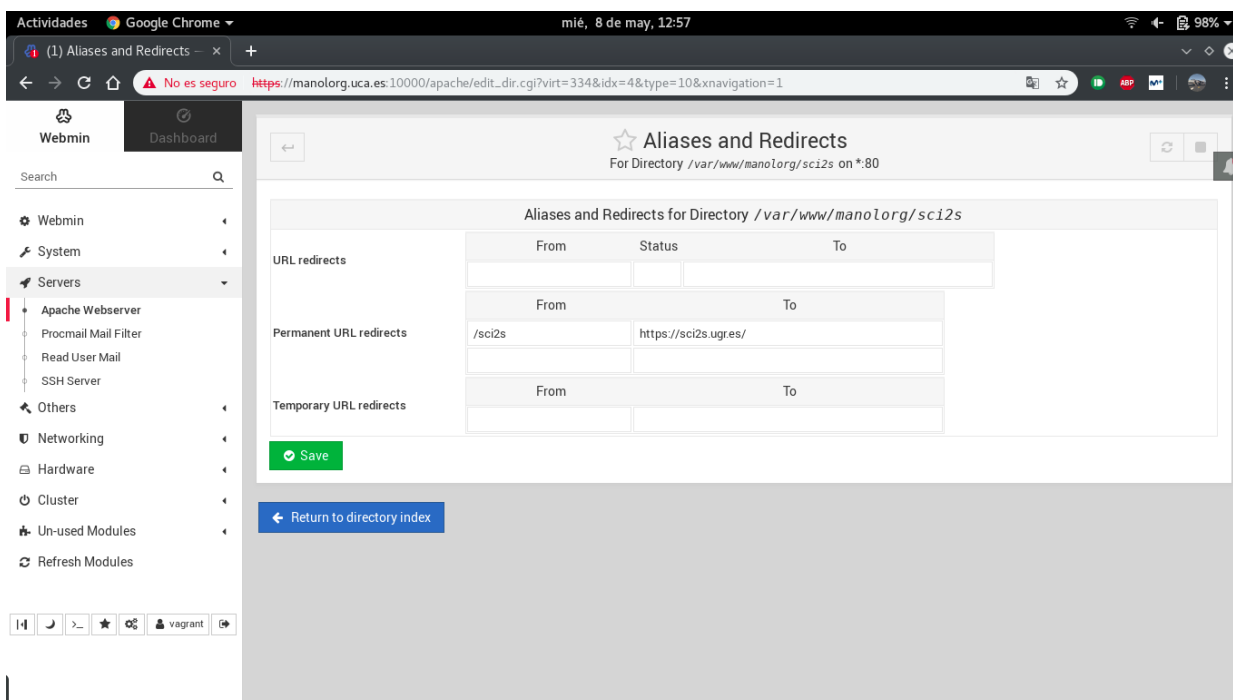 Actividades Google Chrome mié, 8 de may, 12:57 98%
(1) Aliases and Redirects —
No es seguro https://manolorg.uca.es:10000/apache/edit_dir.cgi?virt=334&idx=4&type=10&xnavigation=1 ABP
Webmin Dashboard
Search
Webmin
System
Servers
Apache Webserver
Procmail Mail Filter
Read User Mail
SSH Server
Others
Networking
Hardware
Cluster
Un-used Modules
Refresh Modules
vagrant
Aliases and Redirects
For Directory /var/www/manolorg/sci2s on *:80
Aliases and Redirects for Directory /var/www/manolorg/sci2s
URL redirects
From Status To
Permanent URL redirects
From To
/sci2s https://sci2s.ugr.es/
Temporary URL redirects
From To
Save
Return to directory index